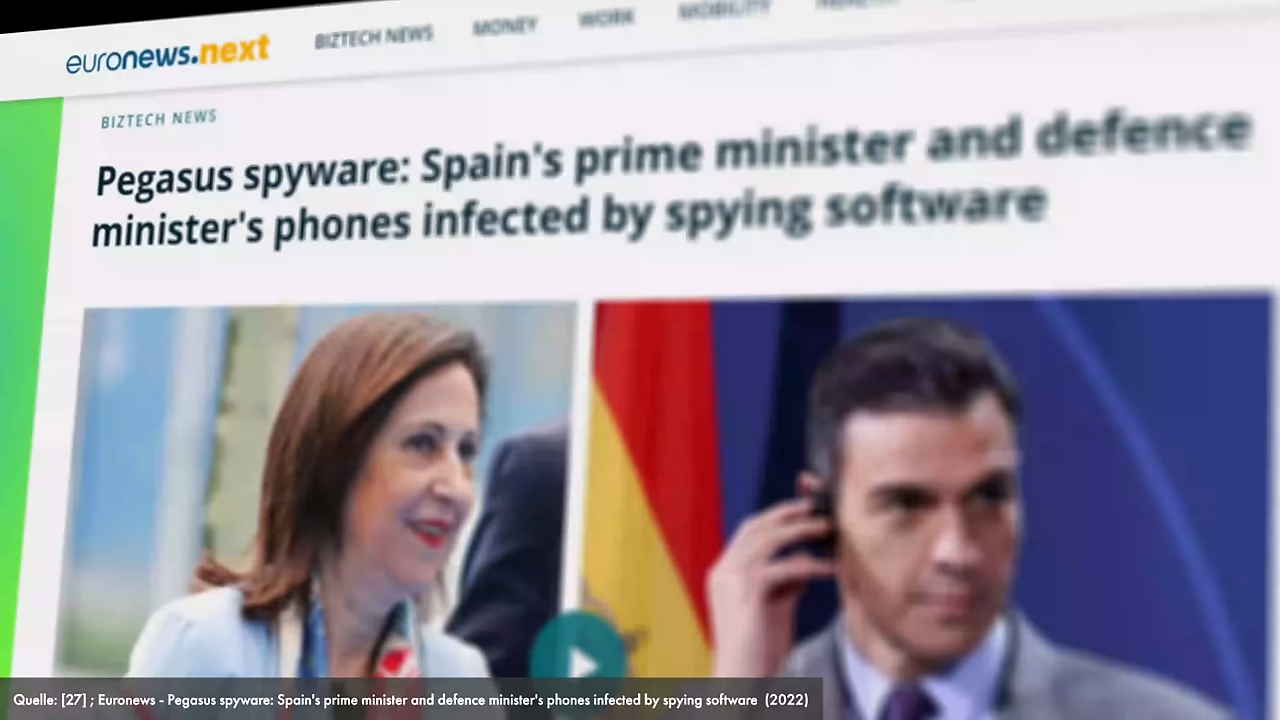 euronews.next
BIZTECH NEWS MONEY WORK MOBILITY
BIZTECH NEWS
Pegasus spyware: Spain's prime minister and defence
minister's phones infected by spying software
Quelle: [27] ; Euronews - Pegasus spyware: Spain's prime minister and defence minister's phones infected by spying software (2022)